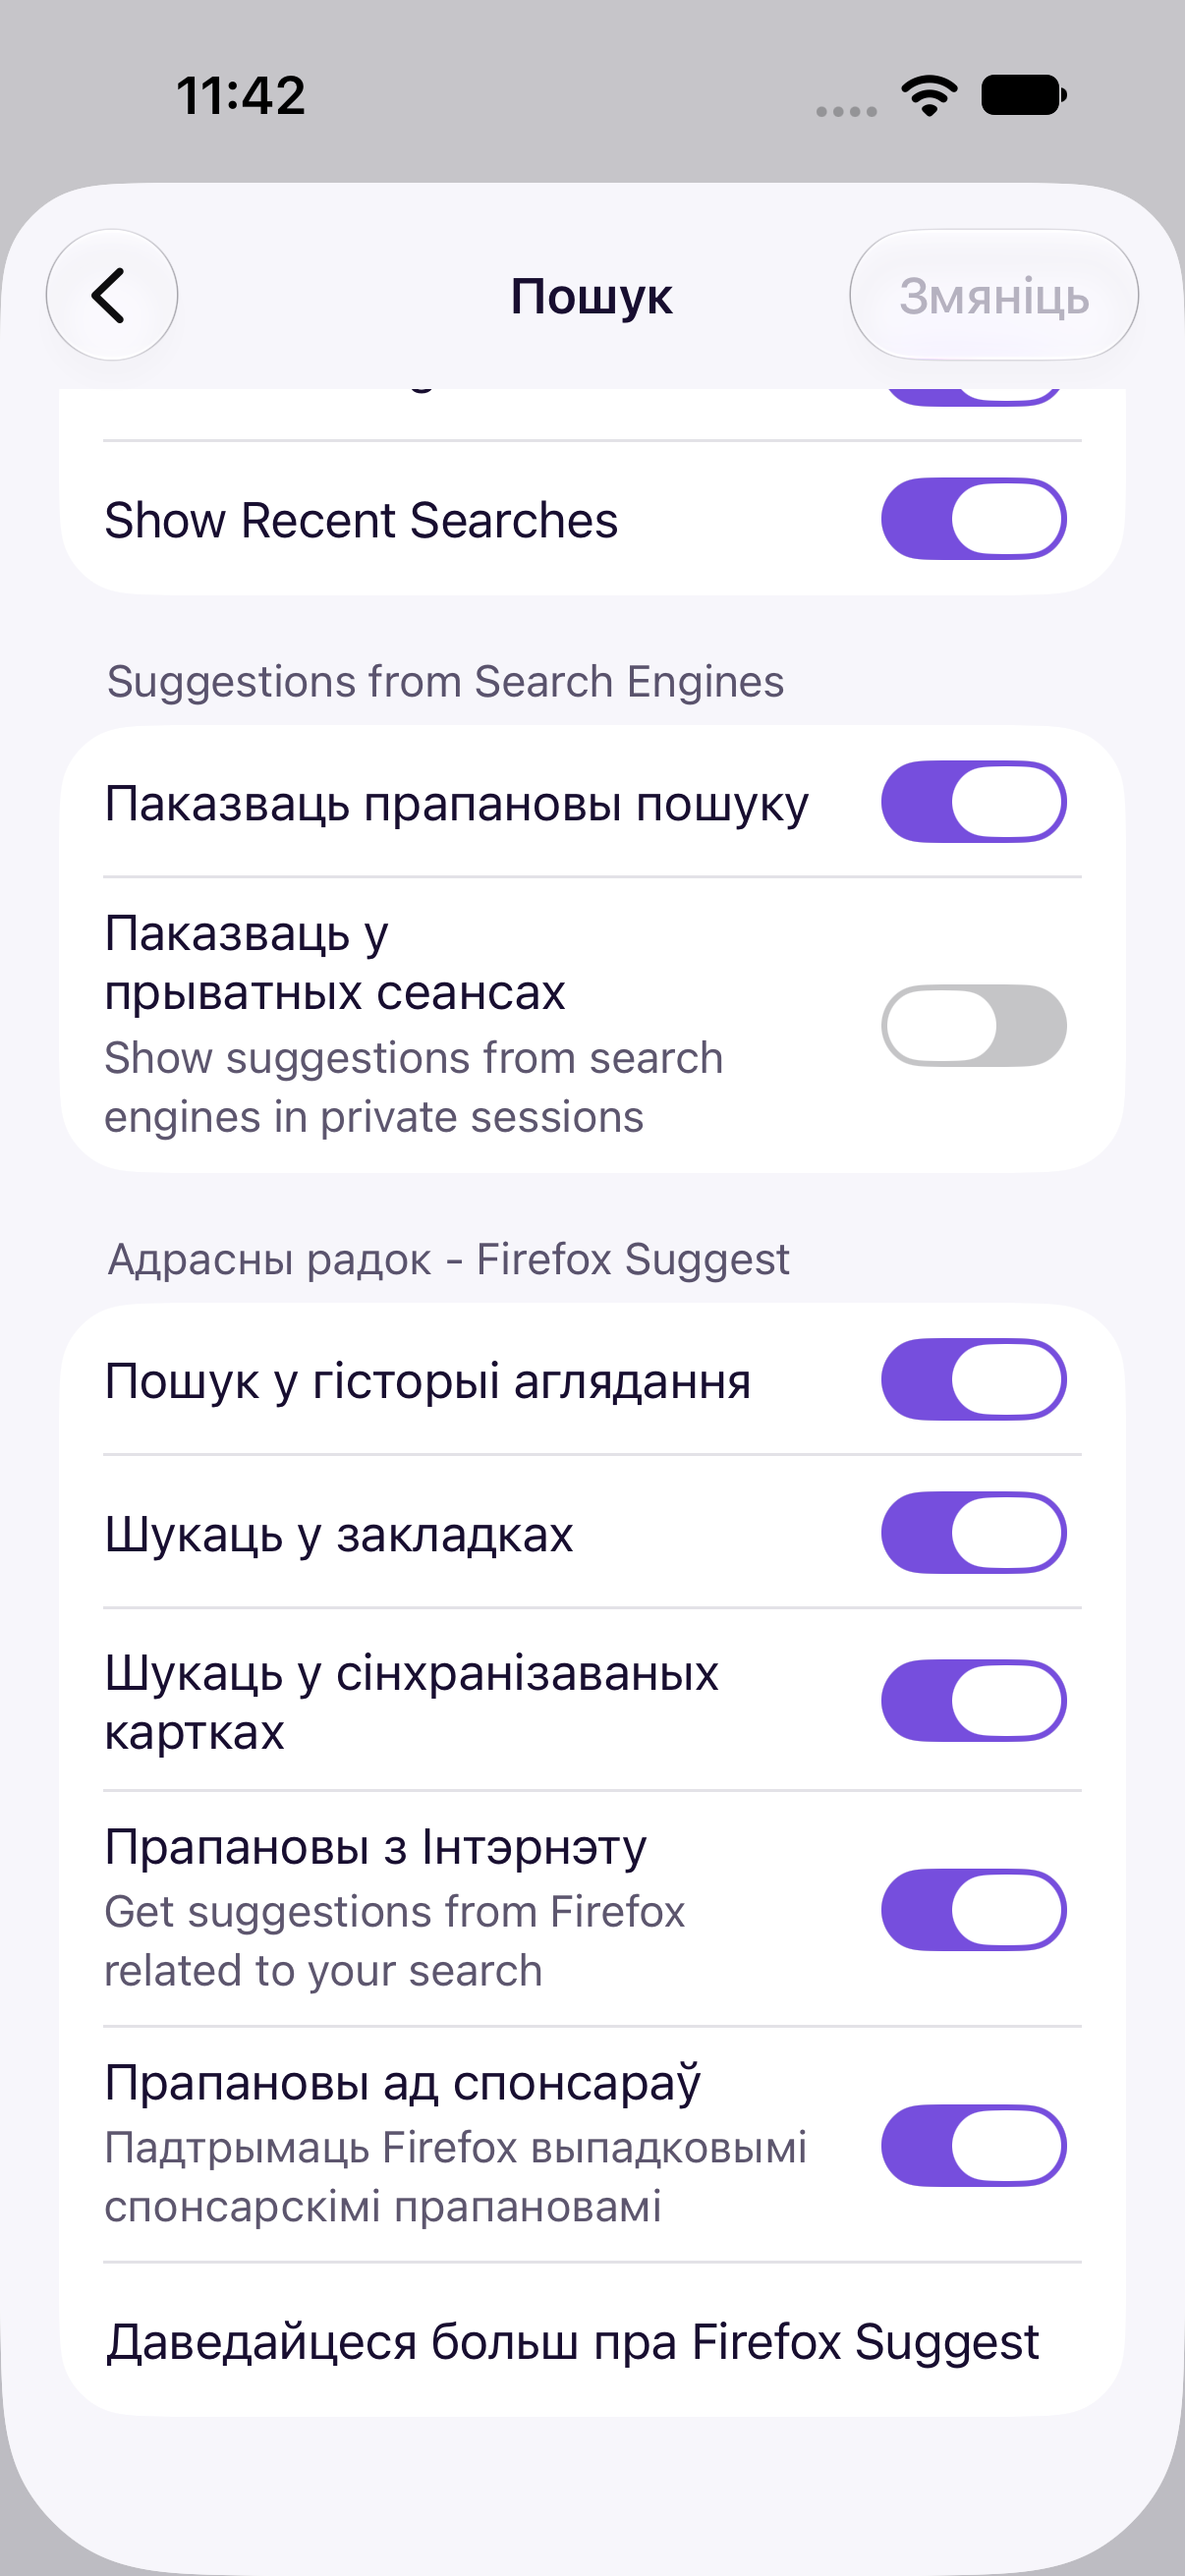 11:42
Пошук
Змяніць
Show Recent Searches
Suggestions from Search Engines
Паказваць прапановы пошуку
Паказваць у
прыватных сеансах
Show suggestions from search
engines in private sessions
Адрасны радок - Firefox Suggest
Пошук у гісторыі аглядання
Шукаць у закладках
Шукаць у сінхранізаваных
картках
Прапановы з Інтэрнэту
Get suggestions from Firefox
related to your search
Прапановы ад спонсараў
Падтрымаць Firefox выпадковымі
спонсарскімі прапановамі
Даведайцеся больш пра Firefox Suggest